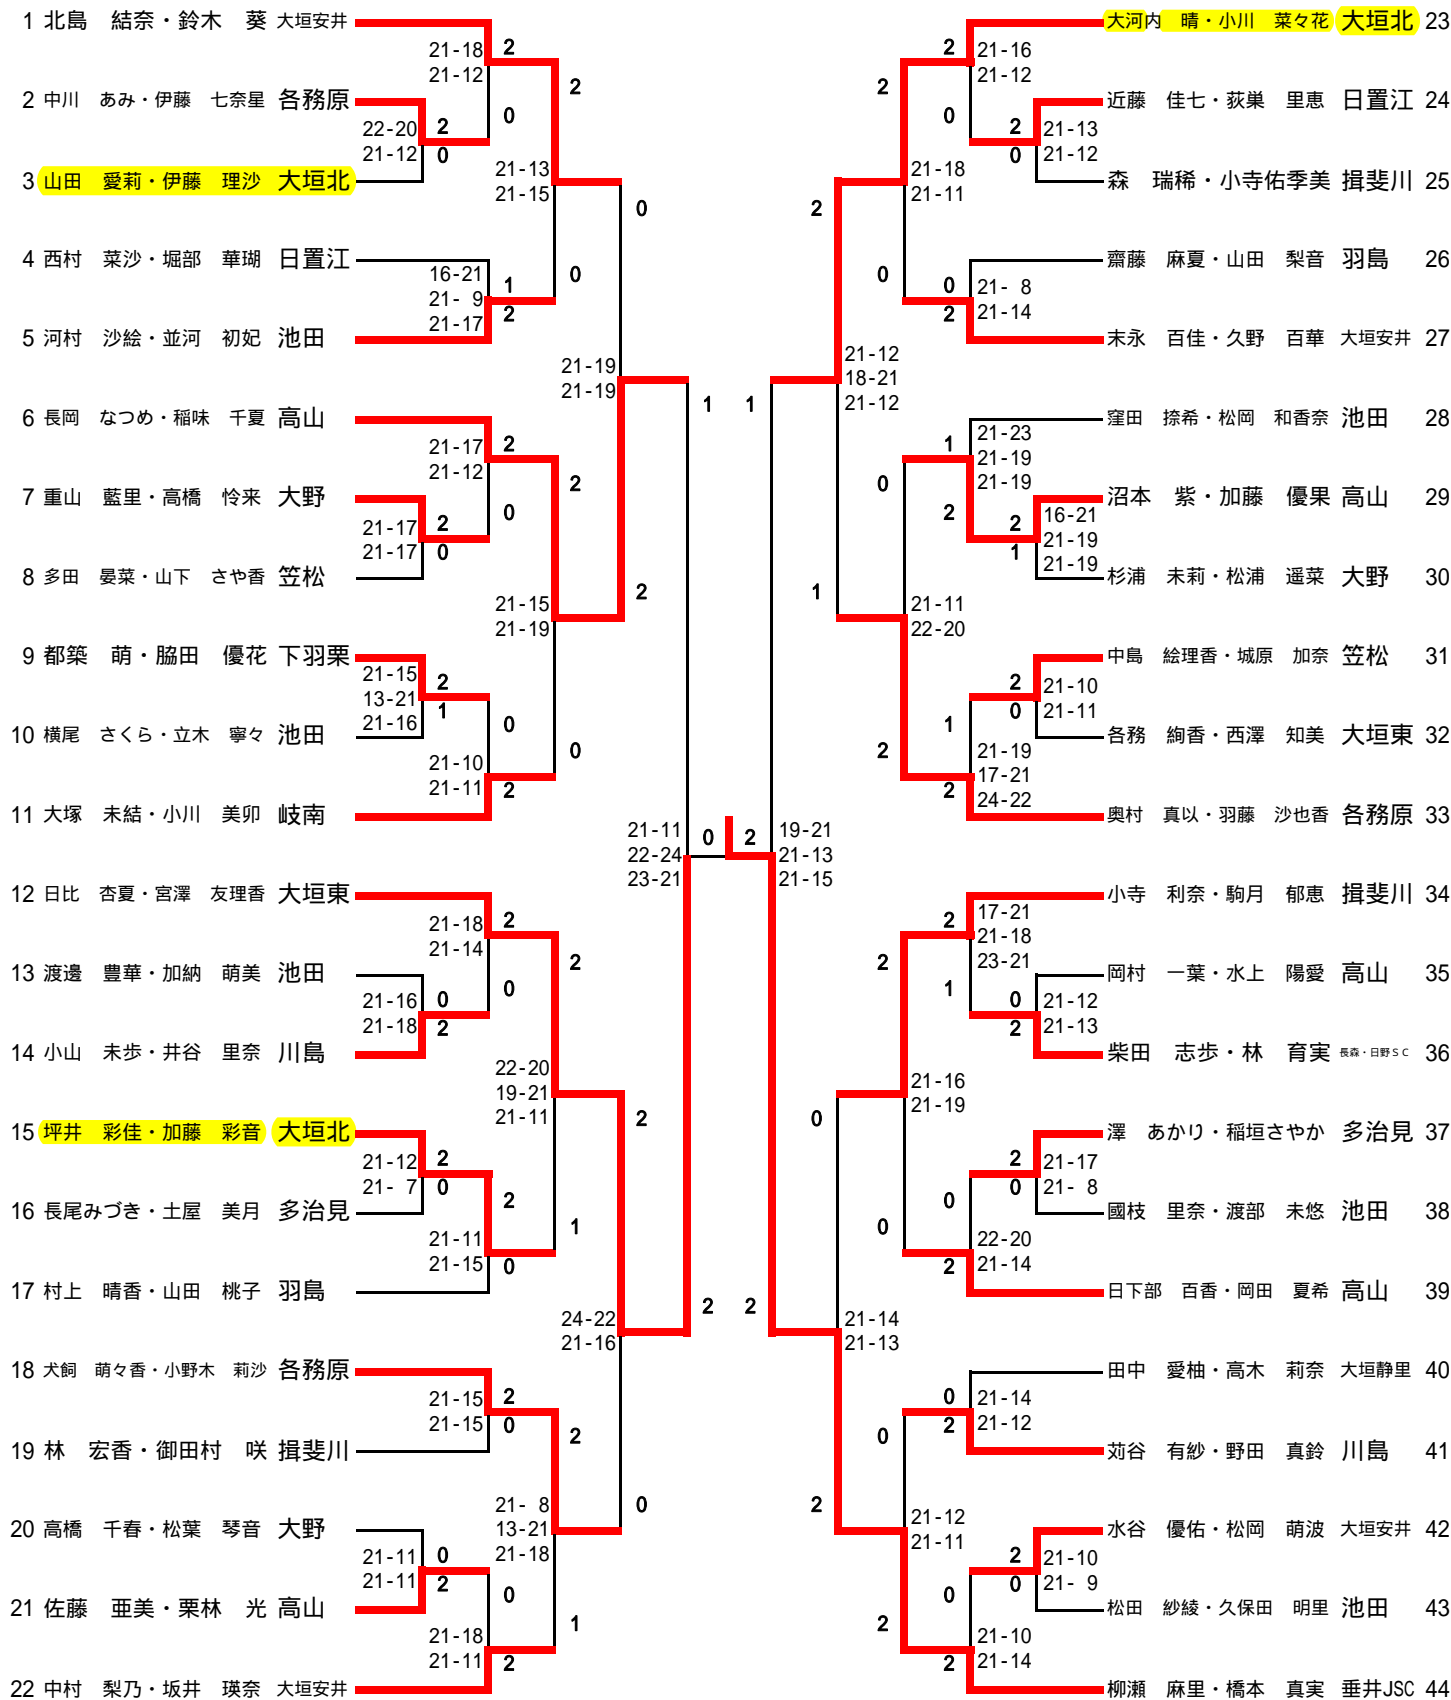 1 北島　結奈・鈴木　葵 大垣安井
21-18 2
21-12
2 中川　あみ・伊藤　七奈星 各務原
22-20 2 0
21-12 0
3 山田　愛莉・伊藤　理沙 大垣北
2
21-13
21-15
0
4 西村　菜沙・堀部　華瑚 日置江
16-21 1
21- 9
21-17 2
0
5 河村　沙絵・並河　初妃 池田
21-19
21-19
1
6 長岡　なつめ・稲味　千夏 高山
21-17 2
21-12
2
7 重山　藍里・高橋　怜来 大野
21-17 2 0
21-17 0
8 多田　晏菜・山下　さや香 笠松
21-15
21-19
2
9 都築　萌・脇田　優花 下羽栗
21-15 2
13-21
21-16 1
0
10 横尾　さくら・立木　寧々 池田
21-10
21-11 2
0
11 大塚　未結・小川　美卯 岐南
21-11 0
22-24
23-21
12 日比　杏夏・宮澤　友理香 大垣東
21-18 2
21-14
2
13 渡邊　豊華・加納　萌美 池田
21-16 0 0
21-18 2
14 小山　未歩・井谷　里奈 川島
22-20
19-21
21-11
2
15 坪井　彩佳・加藤　彩音 大垣北
21-12 2
21- 7 0
16 長尾みづき・土屋　美月 多治見
2
21-11
21-15 0
1
17 村上　晴香・山田　桃子 羽島
24-22
21-16
2
18 犬飼　萌々香・小野木　莉沙 各務原
21-15 2
21-15 0
2
19 林　宏香・御田村　咲 揖斐川
21- 8
13-21
21-18
0
20 高橋　千春・松葉　琴音 大野
21-11 0
21-11 2
0
21 佐藤　亜美・栗林　光 高山
21-18
21-11 2
1
22 中村　梨乃・坂井　瑛奈 大垣安井
大河内　晴・小川　菜々花 大垣北 23
2 21-16
21-12
2
近藤　佳七・荻巣　里恵 日置江 24
0 2 21-13
0 21-12
森　瑞稀・小寺佑季美 揖斐川 25
21-18
21-11
2
齋藤　麻夏・山田　梨音 羽島 26
0
0 21- 8
2 21-14
末永　百佳・久野　百華 大垣安井 27
21-12
18-21
21-12
1
窪田　捺希・松岡　和香奈 池田 28
1 21-23
21-19
21-19
0
沼本　紫・加藤　優果 高山 29
2 2 16-21
21-19
1 21-19
杉浦　未莉・松浦　遥菜 大野 30
1
21-11
22-20
中島　絵理香・城原　加奈 笠松 31
2 21-10
0 21-11
各務　絢香・西澤　知美 大垣東 32
1 21-19
17-21
2 24-22
2
奥村　真以・羽藤　沙也香 各務原 33
2 19-21
21-13
21-15
小寺　利奈・駒月　郁恵 揖斐川 34
2 17-21
21-18
23-21
2
岡村　一葉・水上　陽愛 高山 35
1 0 21-12
2 21-13
柴田　志歩・林　育実 長森・日野ＳＣ 36
21-16
21-19
0
澤　あかり・稲垣さやか 多治見 37
2 21-17
0 21- 8
國枝　里奈・渡部　未悠 池田 38
0
22-20
2 21-14
0
日下部　百香・岡田　夏希 高山 39
2
21-14
21-13
田中　愛柚・高木　莉奈 大垣静里 40
0 21-14
2 21-12
0
苅谷　有紗・野田　真鈴 川島 41
2
21-12
21-11
水谷　優佑・松岡　萌波 大垣安井 42
2 21-10
0 21- 9
松田　紗綾・久保田　明里 池田 43
0
21-10
2 21-14
2
柳瀬　麻里・橋本　真実 垂井JSC 44